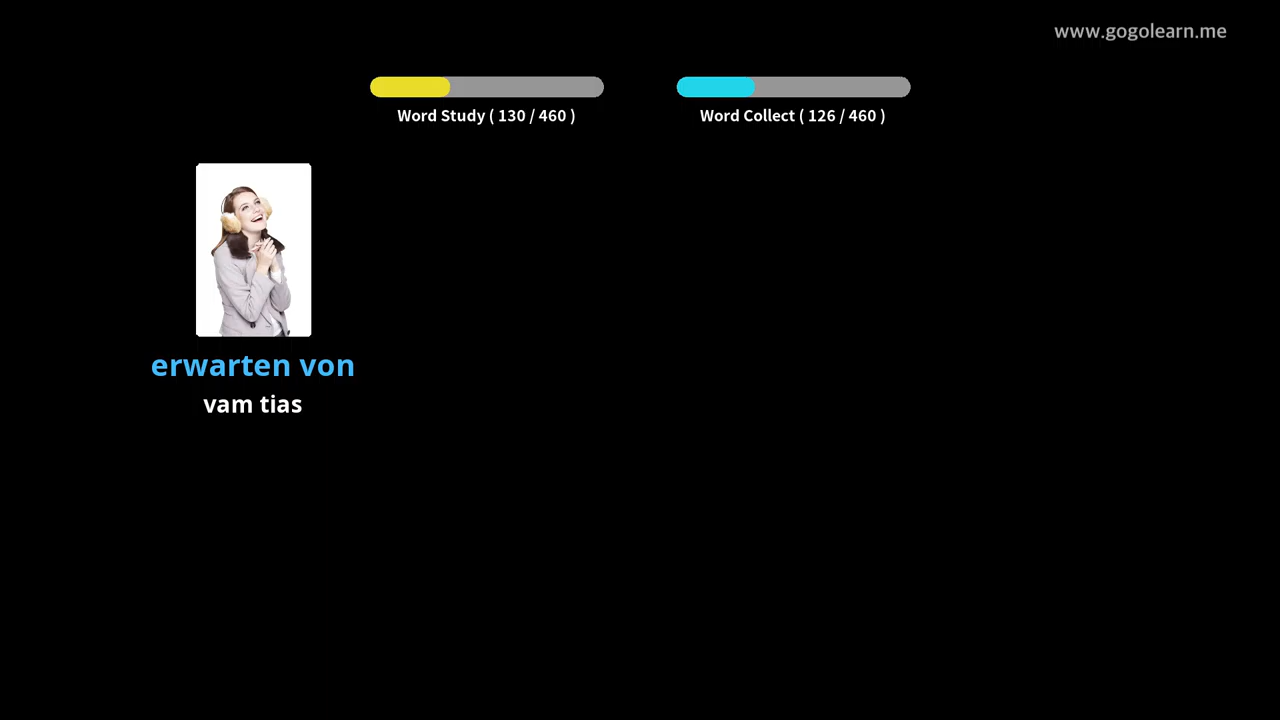 www.gogolearn.me
Word Study ( 130 / 460 )
Word Collect ( 126 / 460 )
erwarten von
vam tias